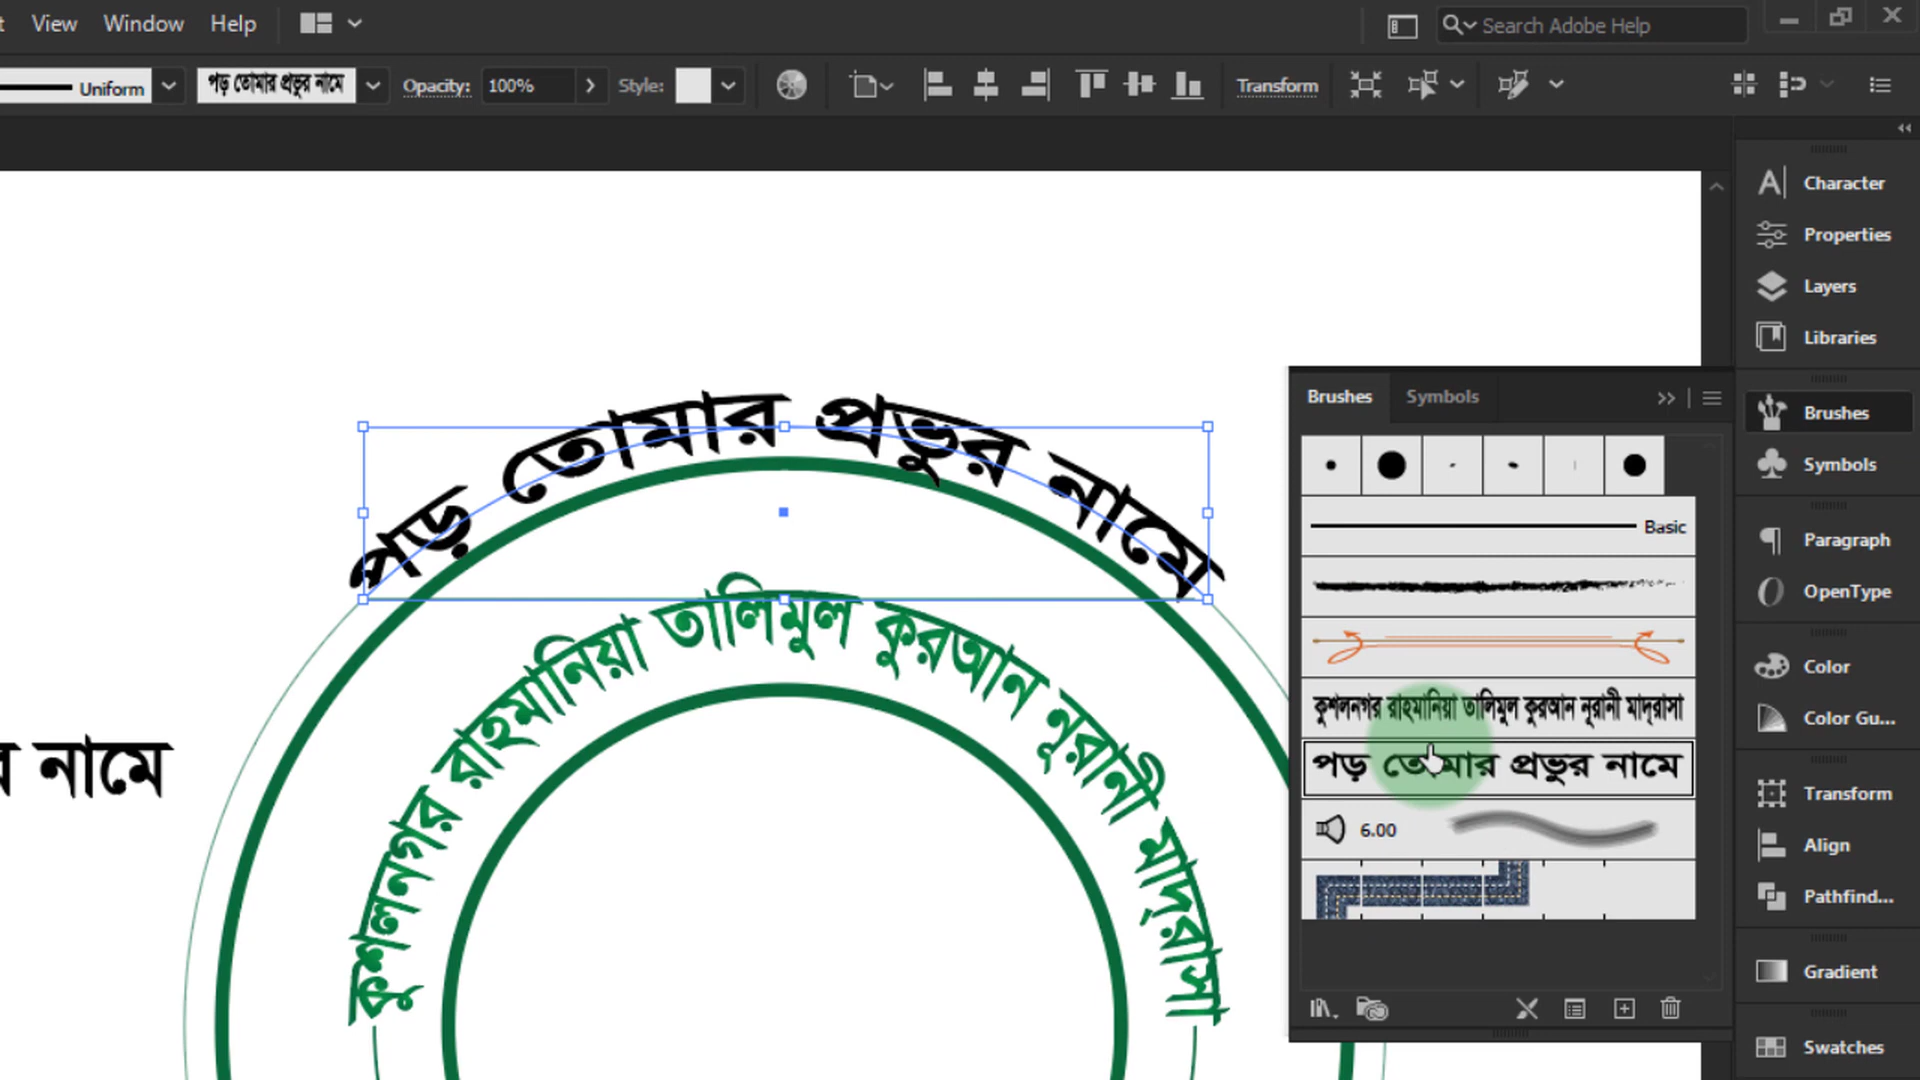 View Window Help Search Adobe Help
Uniform পড় তোমার প্রভুর নামে Opacity: 100% Style: Transform
Character
Properties
Layers
Libraries
Brushes Symbols
Brushes
Symbols
Basic
Paragraph
OpenType
Color
Color Gu...
কুশলনগর রাহমানিয়া তালিমুল কুরআন নূরানী মাদ্রাসা
পড় তোমার প্রভুর নামে
6.00
Transform
Align
Pathfind...
Gradient
Swatches
পড় তোমার প্রভুর নামে
কুশলনগর রাহমানিয়া তালিমুল কুরআন নূরানী মাদ্রাসা
নামে